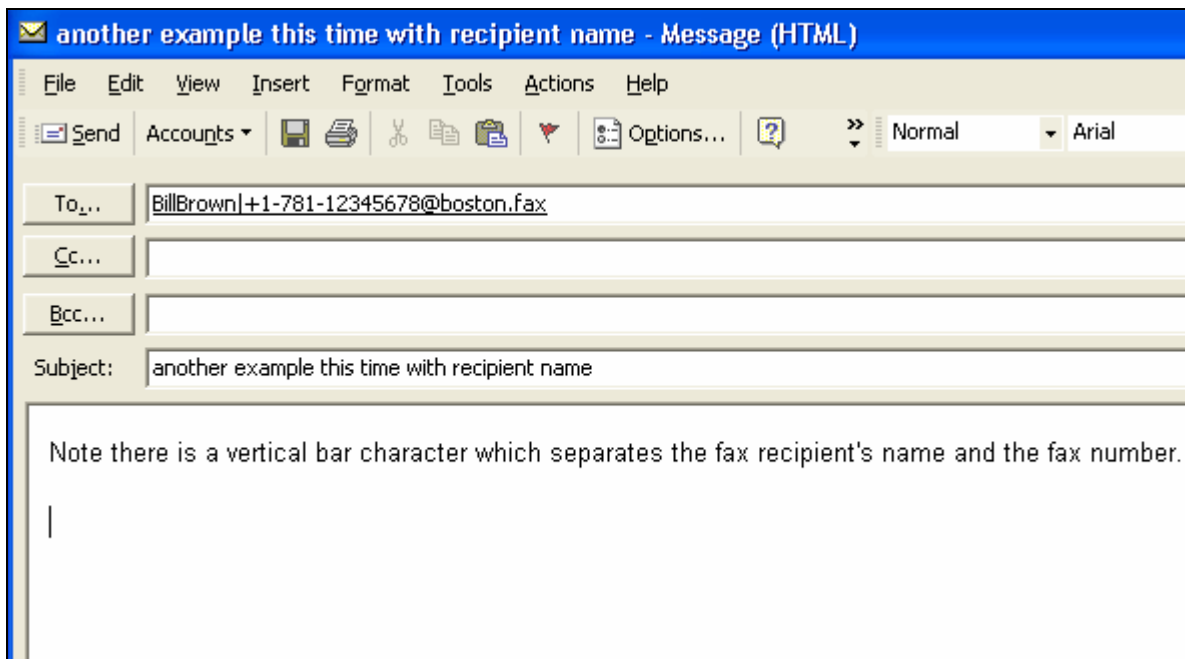 another example this time with recipient name - Message (HTML)
File Edit View Insert Format Tools Actions Help
Send Accounts Options... Normal Arial
To... BillBrown|+1-781-12345678@boston.fax
Cc...
Bcc...
Subject: another example this time with recipient name
Note there is a vertical bar character which separates the fax recipient's name and the fax number.